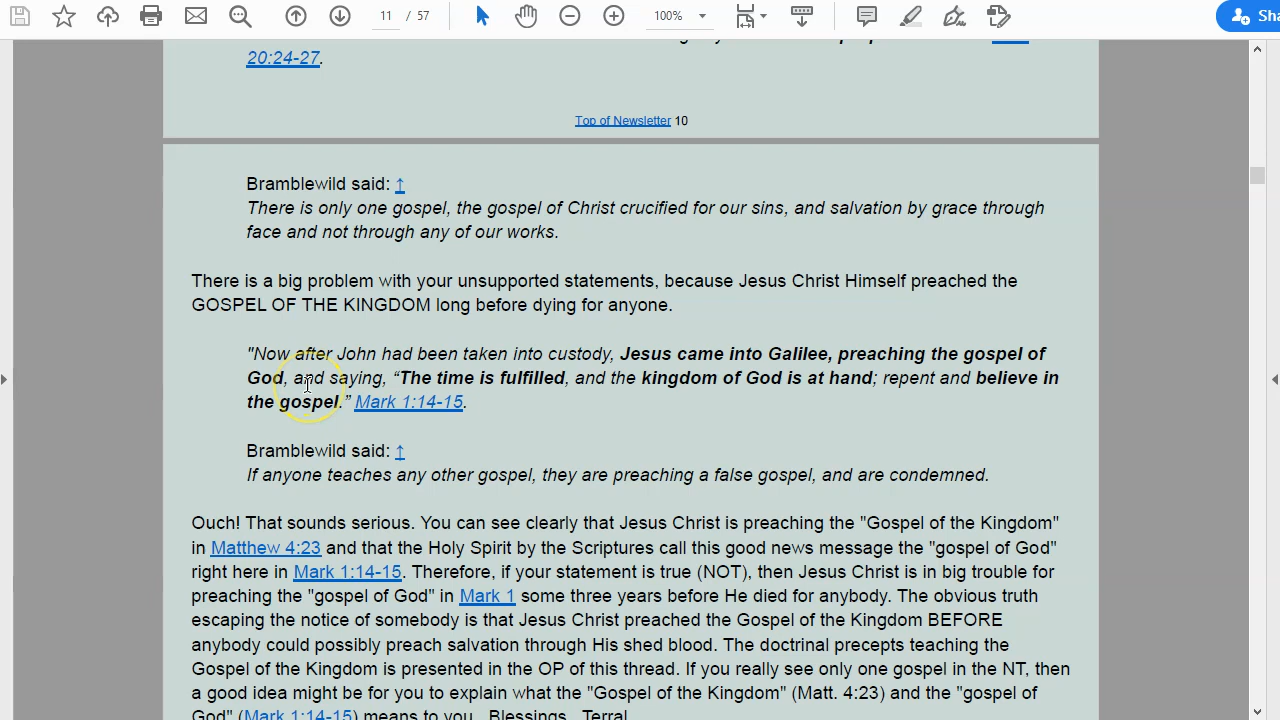 11 / 57
100%
Sha
20:24-27.
Top of Newsletter 10
Bramblewild said: ↑
There is only one gospel, the gospel of Christ crucified for our sins, and salvation by grace through
face and not through any of our works.
There is a big problem with your unsupported statements, because Jesus Christ Himself preached the
GOSPEL OF THE KINGDOM long before dying for anyone.
"Now after John had been taken into custody, Jesus came into Galilee, preaching the gospel of
God, and saying, “The time is fulfilled, and the kingdom of God is at hand; repent and believe in
the gospel.” Mark 1:14-15.
Bramblewild said: ↑
If anyone teaches any other gospel, they are preaching a false gospel, and are condemned.
Ouch! That sounds serious. You can see clearly that Jesus Christ is preaching the "Gospel of the Kingdom"
in Matthew 4:23 and that the Holy Spirit by the Scriptures call this good news message the "gospel of God"
right here in Mark 1:14-15. Therefore, if your statement is true (NOT), then Jesus Christ is in big trouble for
preaching the "gospel of God" in Mark 1 some three years before He died for anybody. The obvious truth
escaping the notice of somebody is that Jesus Christ preached the Gospel of the Kingdom BEFORE
anybody could possibly preach salvation through His shed blood. The doctrinal precepts teaching the
Gospel of the Kingdom is presented in the OP of this thread. If you really see only one gospel in the NT, then
a good idea might be for you to explain what the "Gospel of the Kingdom" (Matt. 4:23) and the "gospel of
God" (Mark 1:14-15) means to you. Blessings, Terral